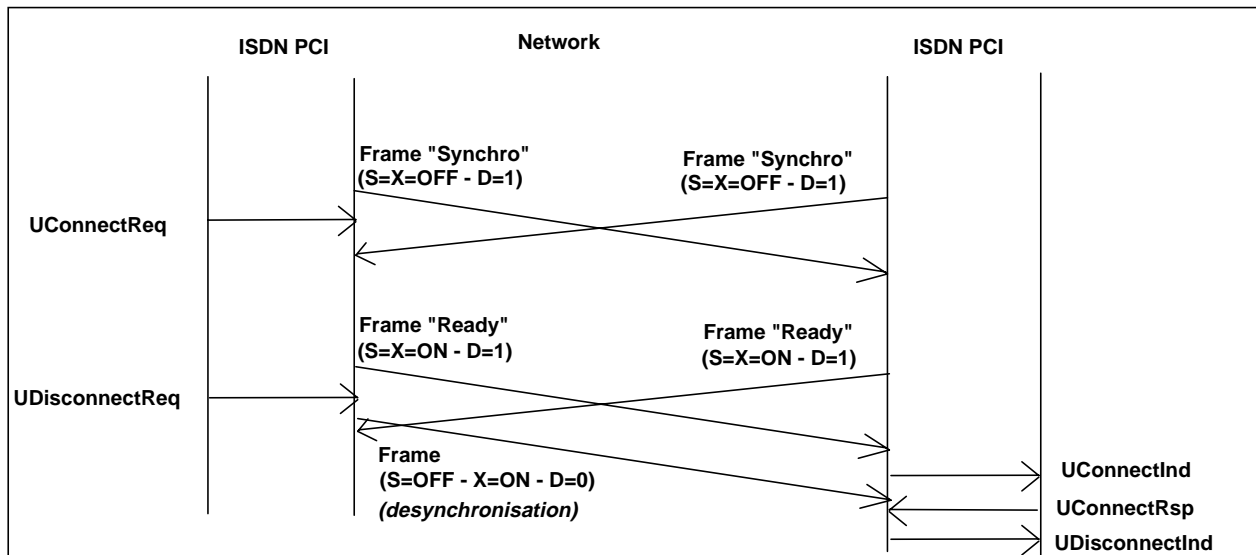 ISDN PCI
Network
ISDN PCI
Frame "Synchro"
(S=X=OFF - D=1)
Frame "Synchro"
(S=X=OFF - D=1)
UConnectReq
Frame "Ready"
(S=X=ON - D=1)
Frame "Ready"
(S=X=ON - D=1)
UDisconnectReq
Frame
(S=OFF - X=ON - D=0)
(desynchronisation)
UConnectInd
UConnectRsp
UDisconnectInd